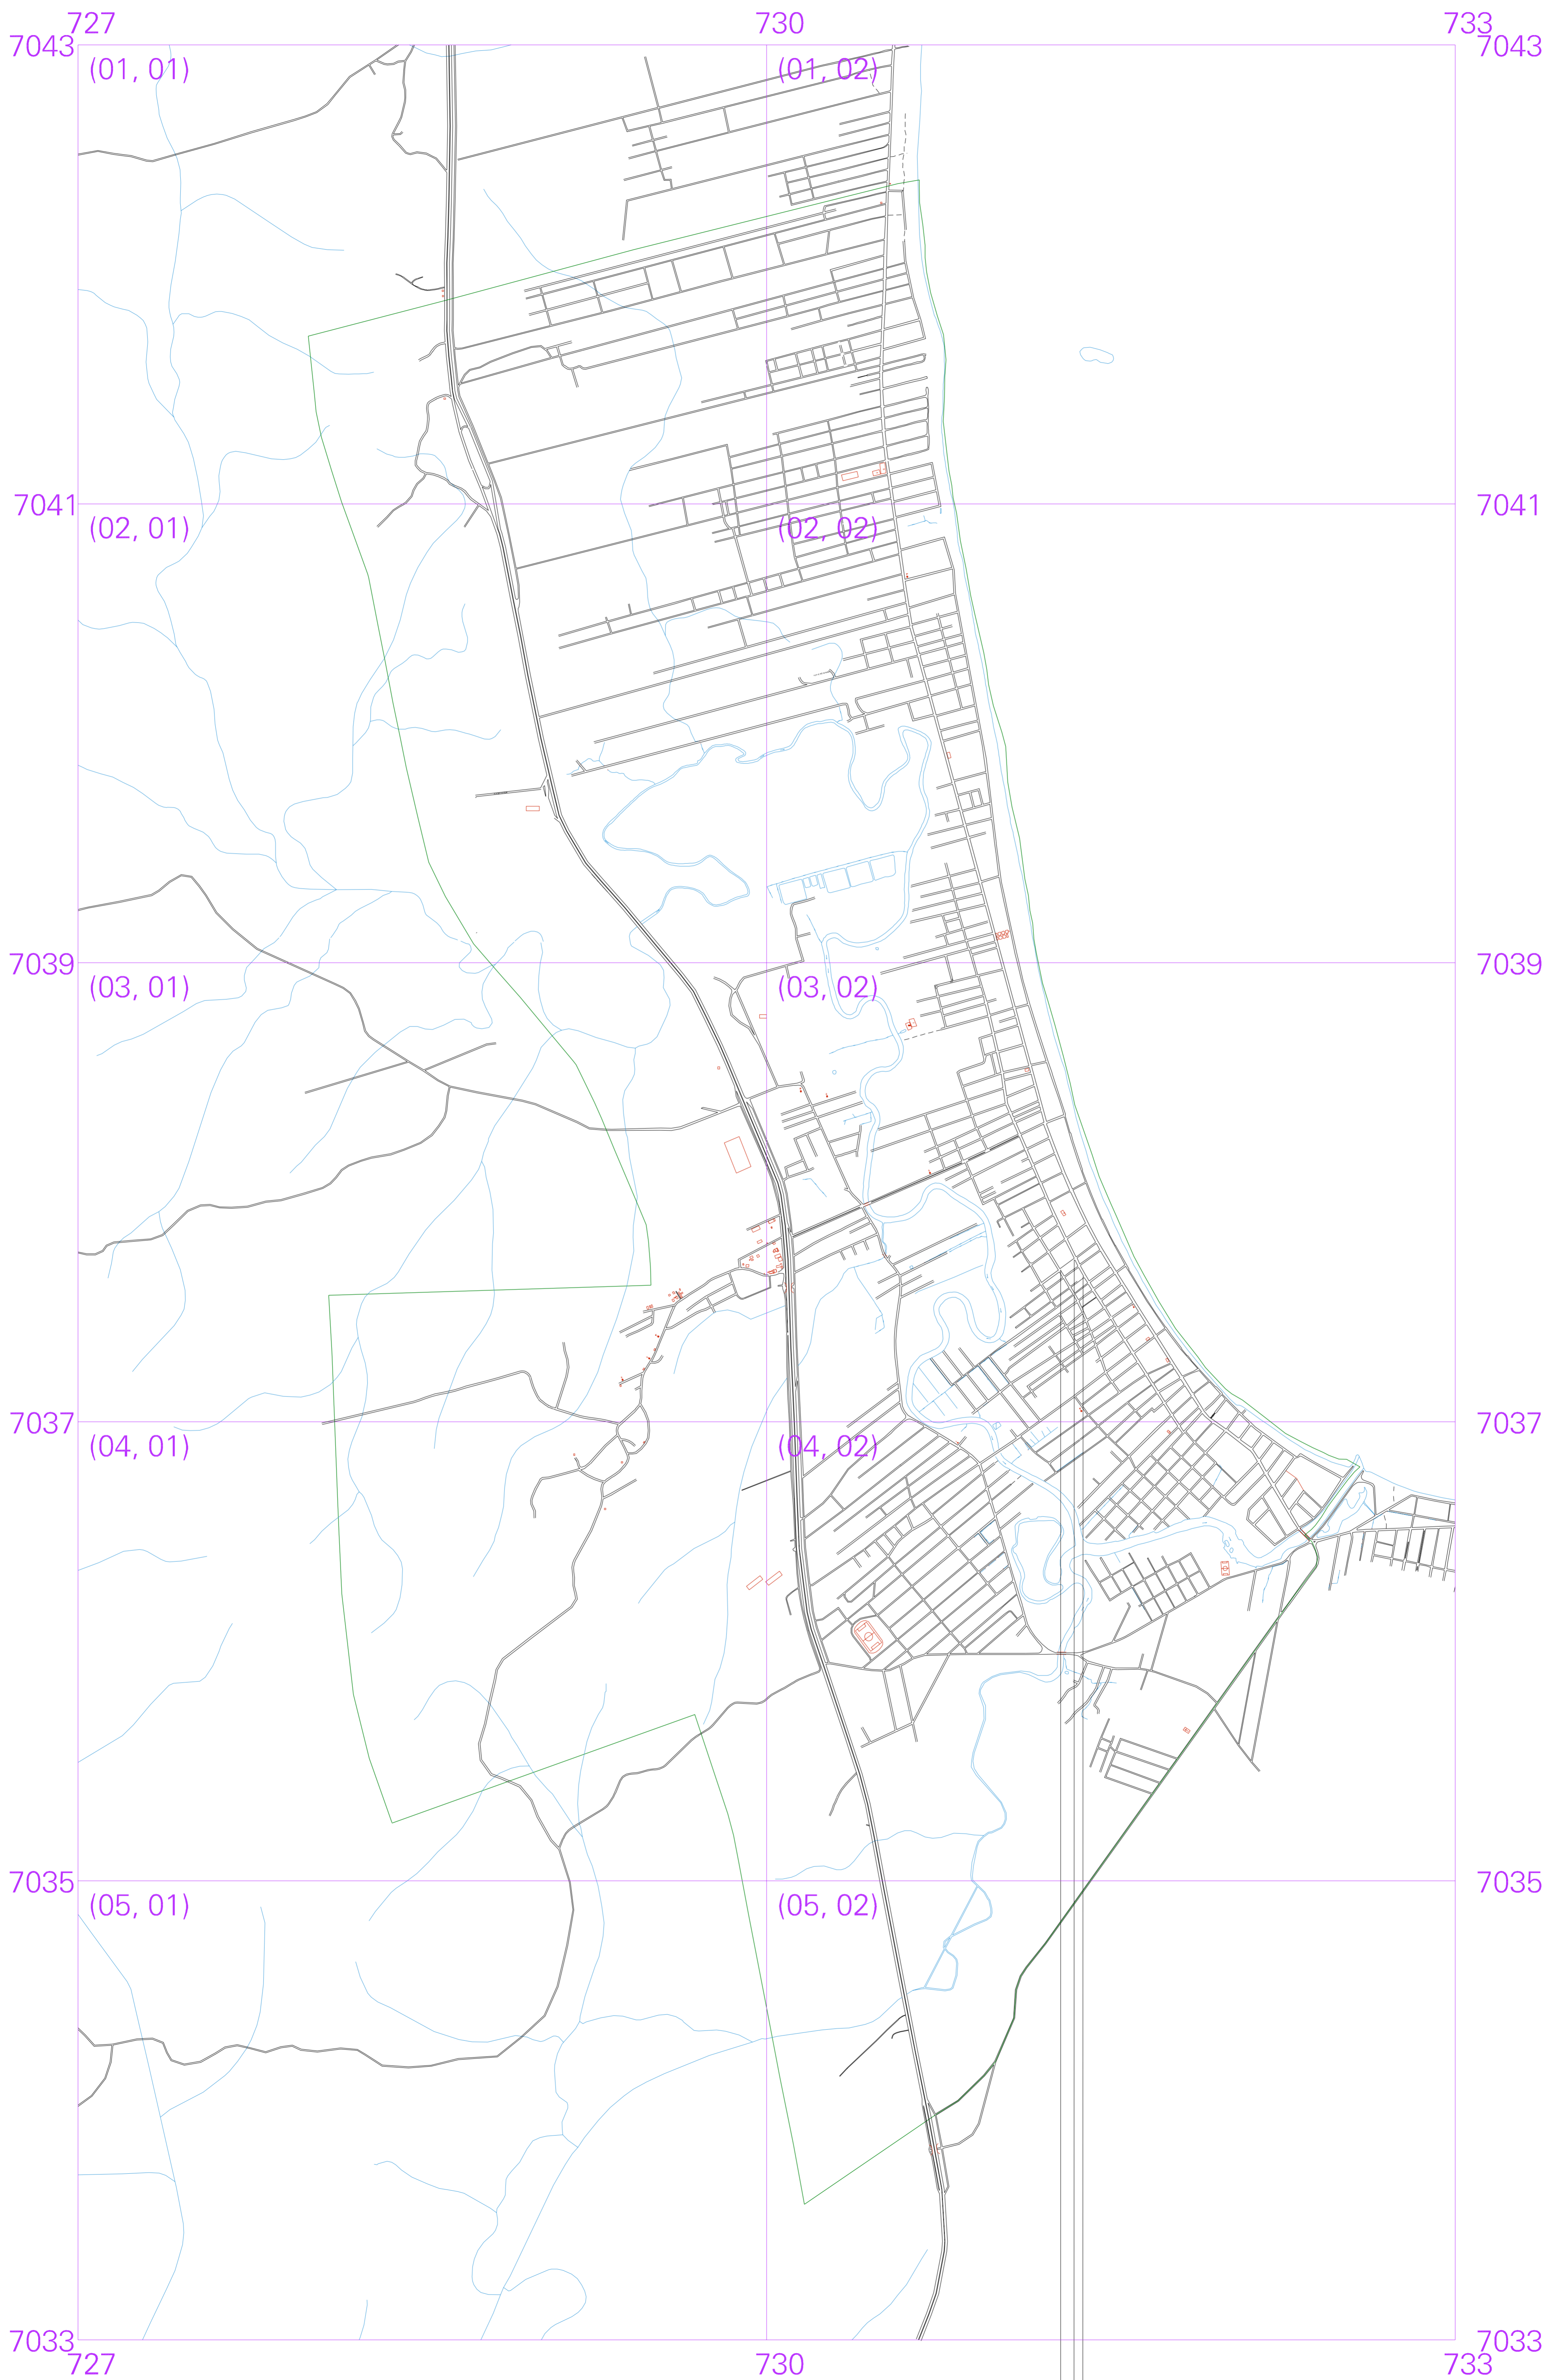 727 730 733
7043 7043
(01, 01) (01, 02)
7041 7041
(02, 01) (02, 02)
7039 7039
(03, 01) (03, 02)
7037 7037
(04, 01) (04, 02)
7035 7035
(05, 01) (05, 02)
7033 7033
727 730 733